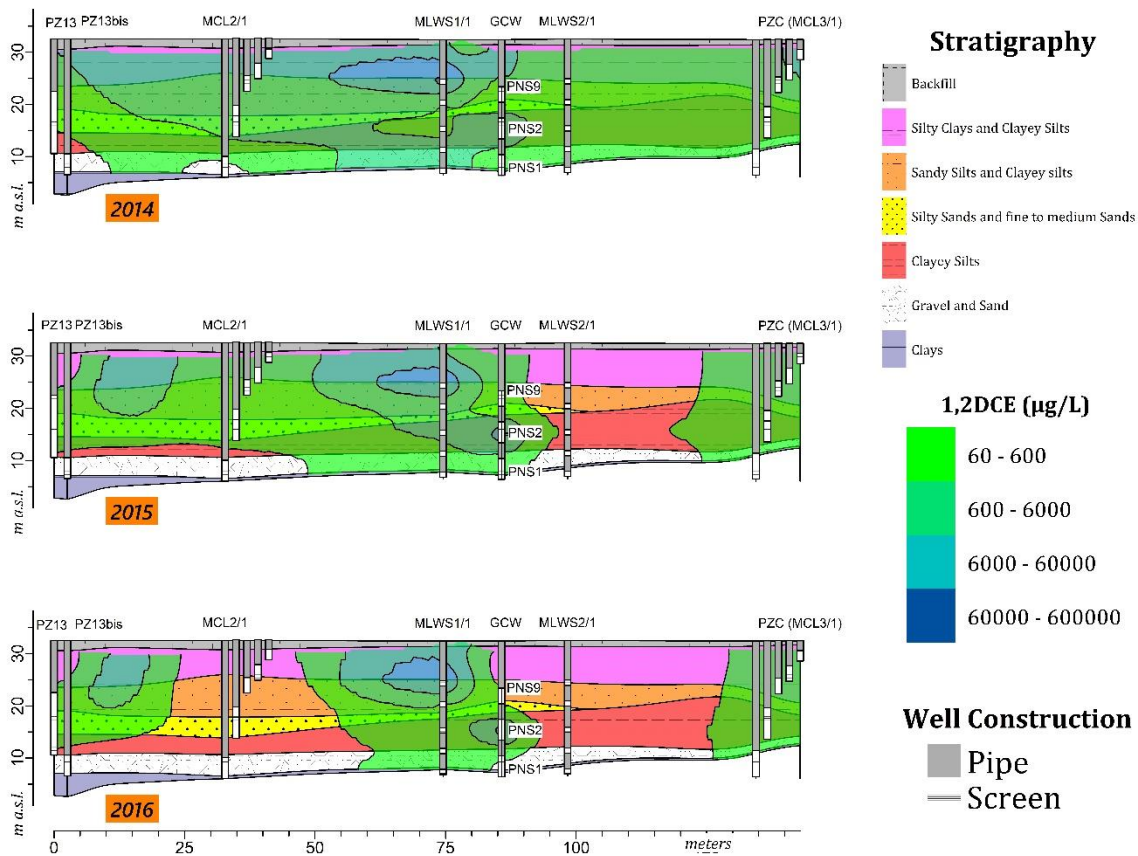 PZ13 PZ13bis MCL2/1 MLWS1/1 GCW MLWS2/1 PZC (MCL3/1)
30
20
10
m a.s.l.
PNS9
PNS2
PNS1
2014
PZ13 PZ13bis MCL2/1 MLWS1/1 GCW MLWS2/1 PZC (MCL3/1)
30
20
10
m a.s.l.
PNS9
PNS2
PNS1
2015
PZ13 PZ13bis MCL2/1 MLWS1/1 GCW MLWS2/1 PZC (MCL3/1)
30
20
10
m a.s.l.
PNS9
PNS2
PNS1
2016
0 25 50 75 100 meters
Stratigraphy
Backfill
Silty Clays and Clayey Silts
Sandy Silts and Clayey silts
Silty Sands and fine to medium Sands
Clayey Silts
Gravel and Sand
Clays
1,2DCE (µg/L)
60 - 600
600 - 6000
6000 - 60000
60000 - 600000
Well Construction
Pipe
Screen